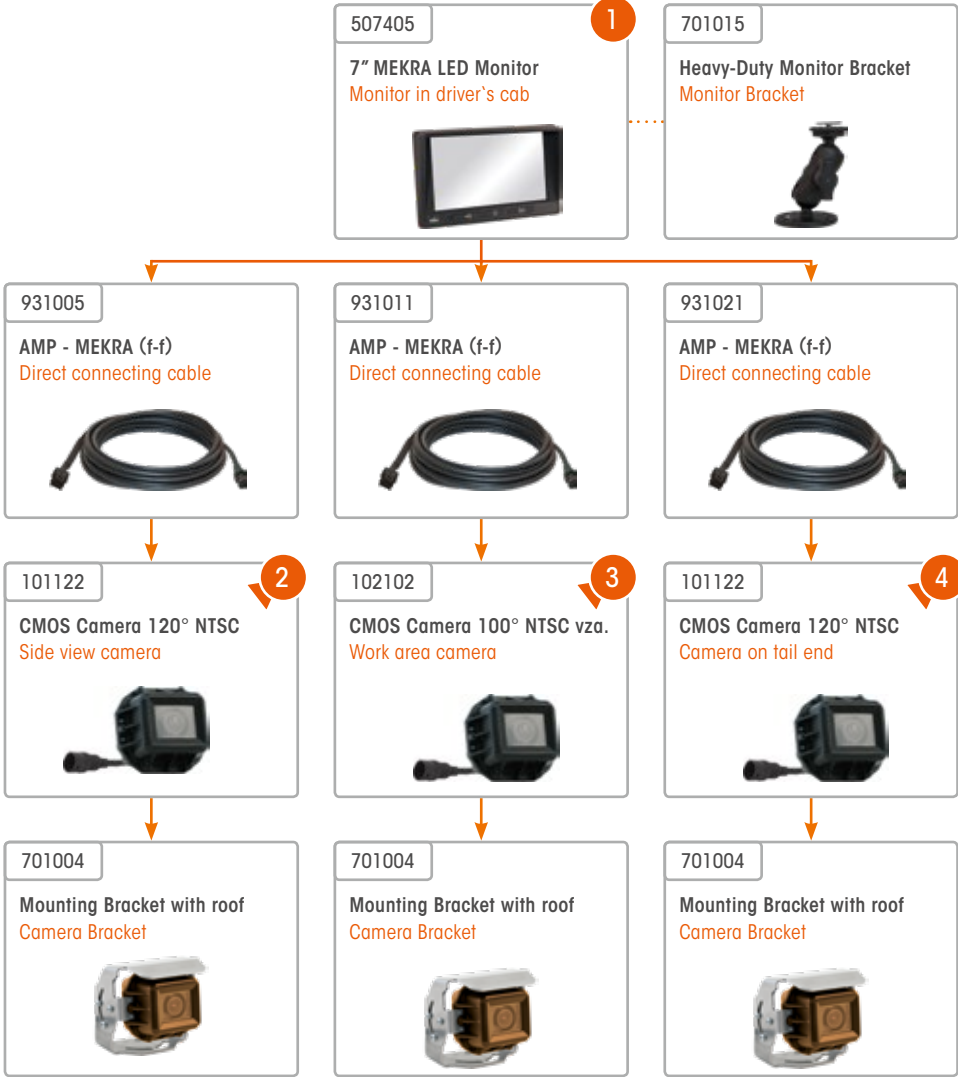 507405
1
7” MEKRA LED Monitor
Monitor in driver`s cab
701015
Heavy-Duty Monitor Bracket
Monitor Bracket
931005
AMP - MEKRA (f-f)
Direct connecting cable
931011
AMP - MEKRA (f-f)
Direct connecting cable
931021
AMP - MEKRA (f-f)
Direct connecting cable
101122
2
CMOS Camera 120° NTSC
Side view camera
102102
3
CMOS Camera 100° NTSC vza.
Work area camera
101122
4
CMOS Camera 120° NTSC
Camera on tail end
701004
Mounting Bracket with roof
Camera Bracket
701004
Mounting Bracket with roof
Camera Bracket
701004
Mounting Bracket with roof
Camera Bracket